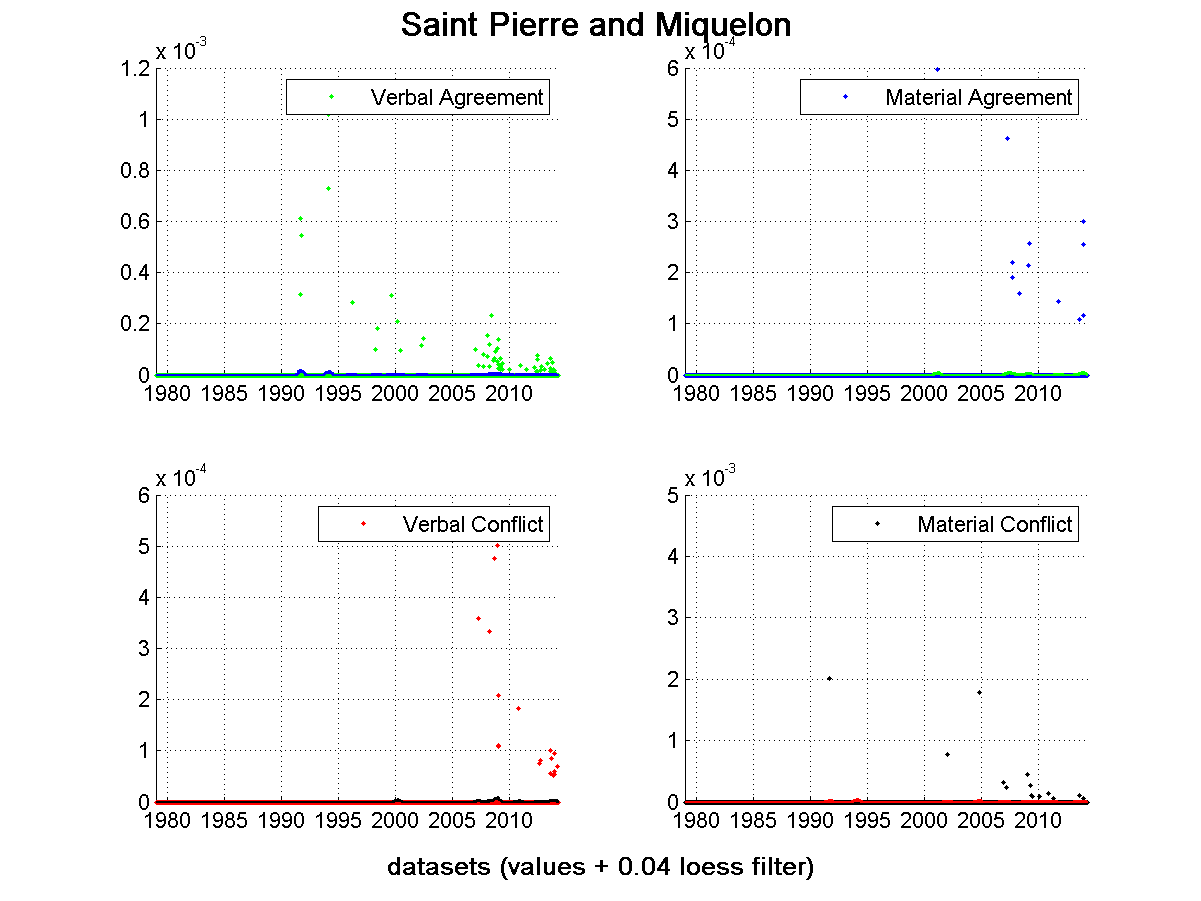 Saint Pierre and Miquelon
x 10^-3
1.2
1
0.8
0.6
0.4
0.2
0
1980 1985 1990 1995 2000 2005 2010
Verbal Agreement
x 10^-4
6
5
4
3
2
1
0
1980 1985 1990 1995 2000 2005 2010
Material Agreement
x 10^-4
6
5
4
3
2
1
0
1980 1985 1990 1995 2000 2005 2010
Verbal Conflict
x 10^-3
5
4
3
2
1
0
1980 1985 1990 1995 2000 2005 2010
Material Conflict
datasets (values + 0.04 loess filter)